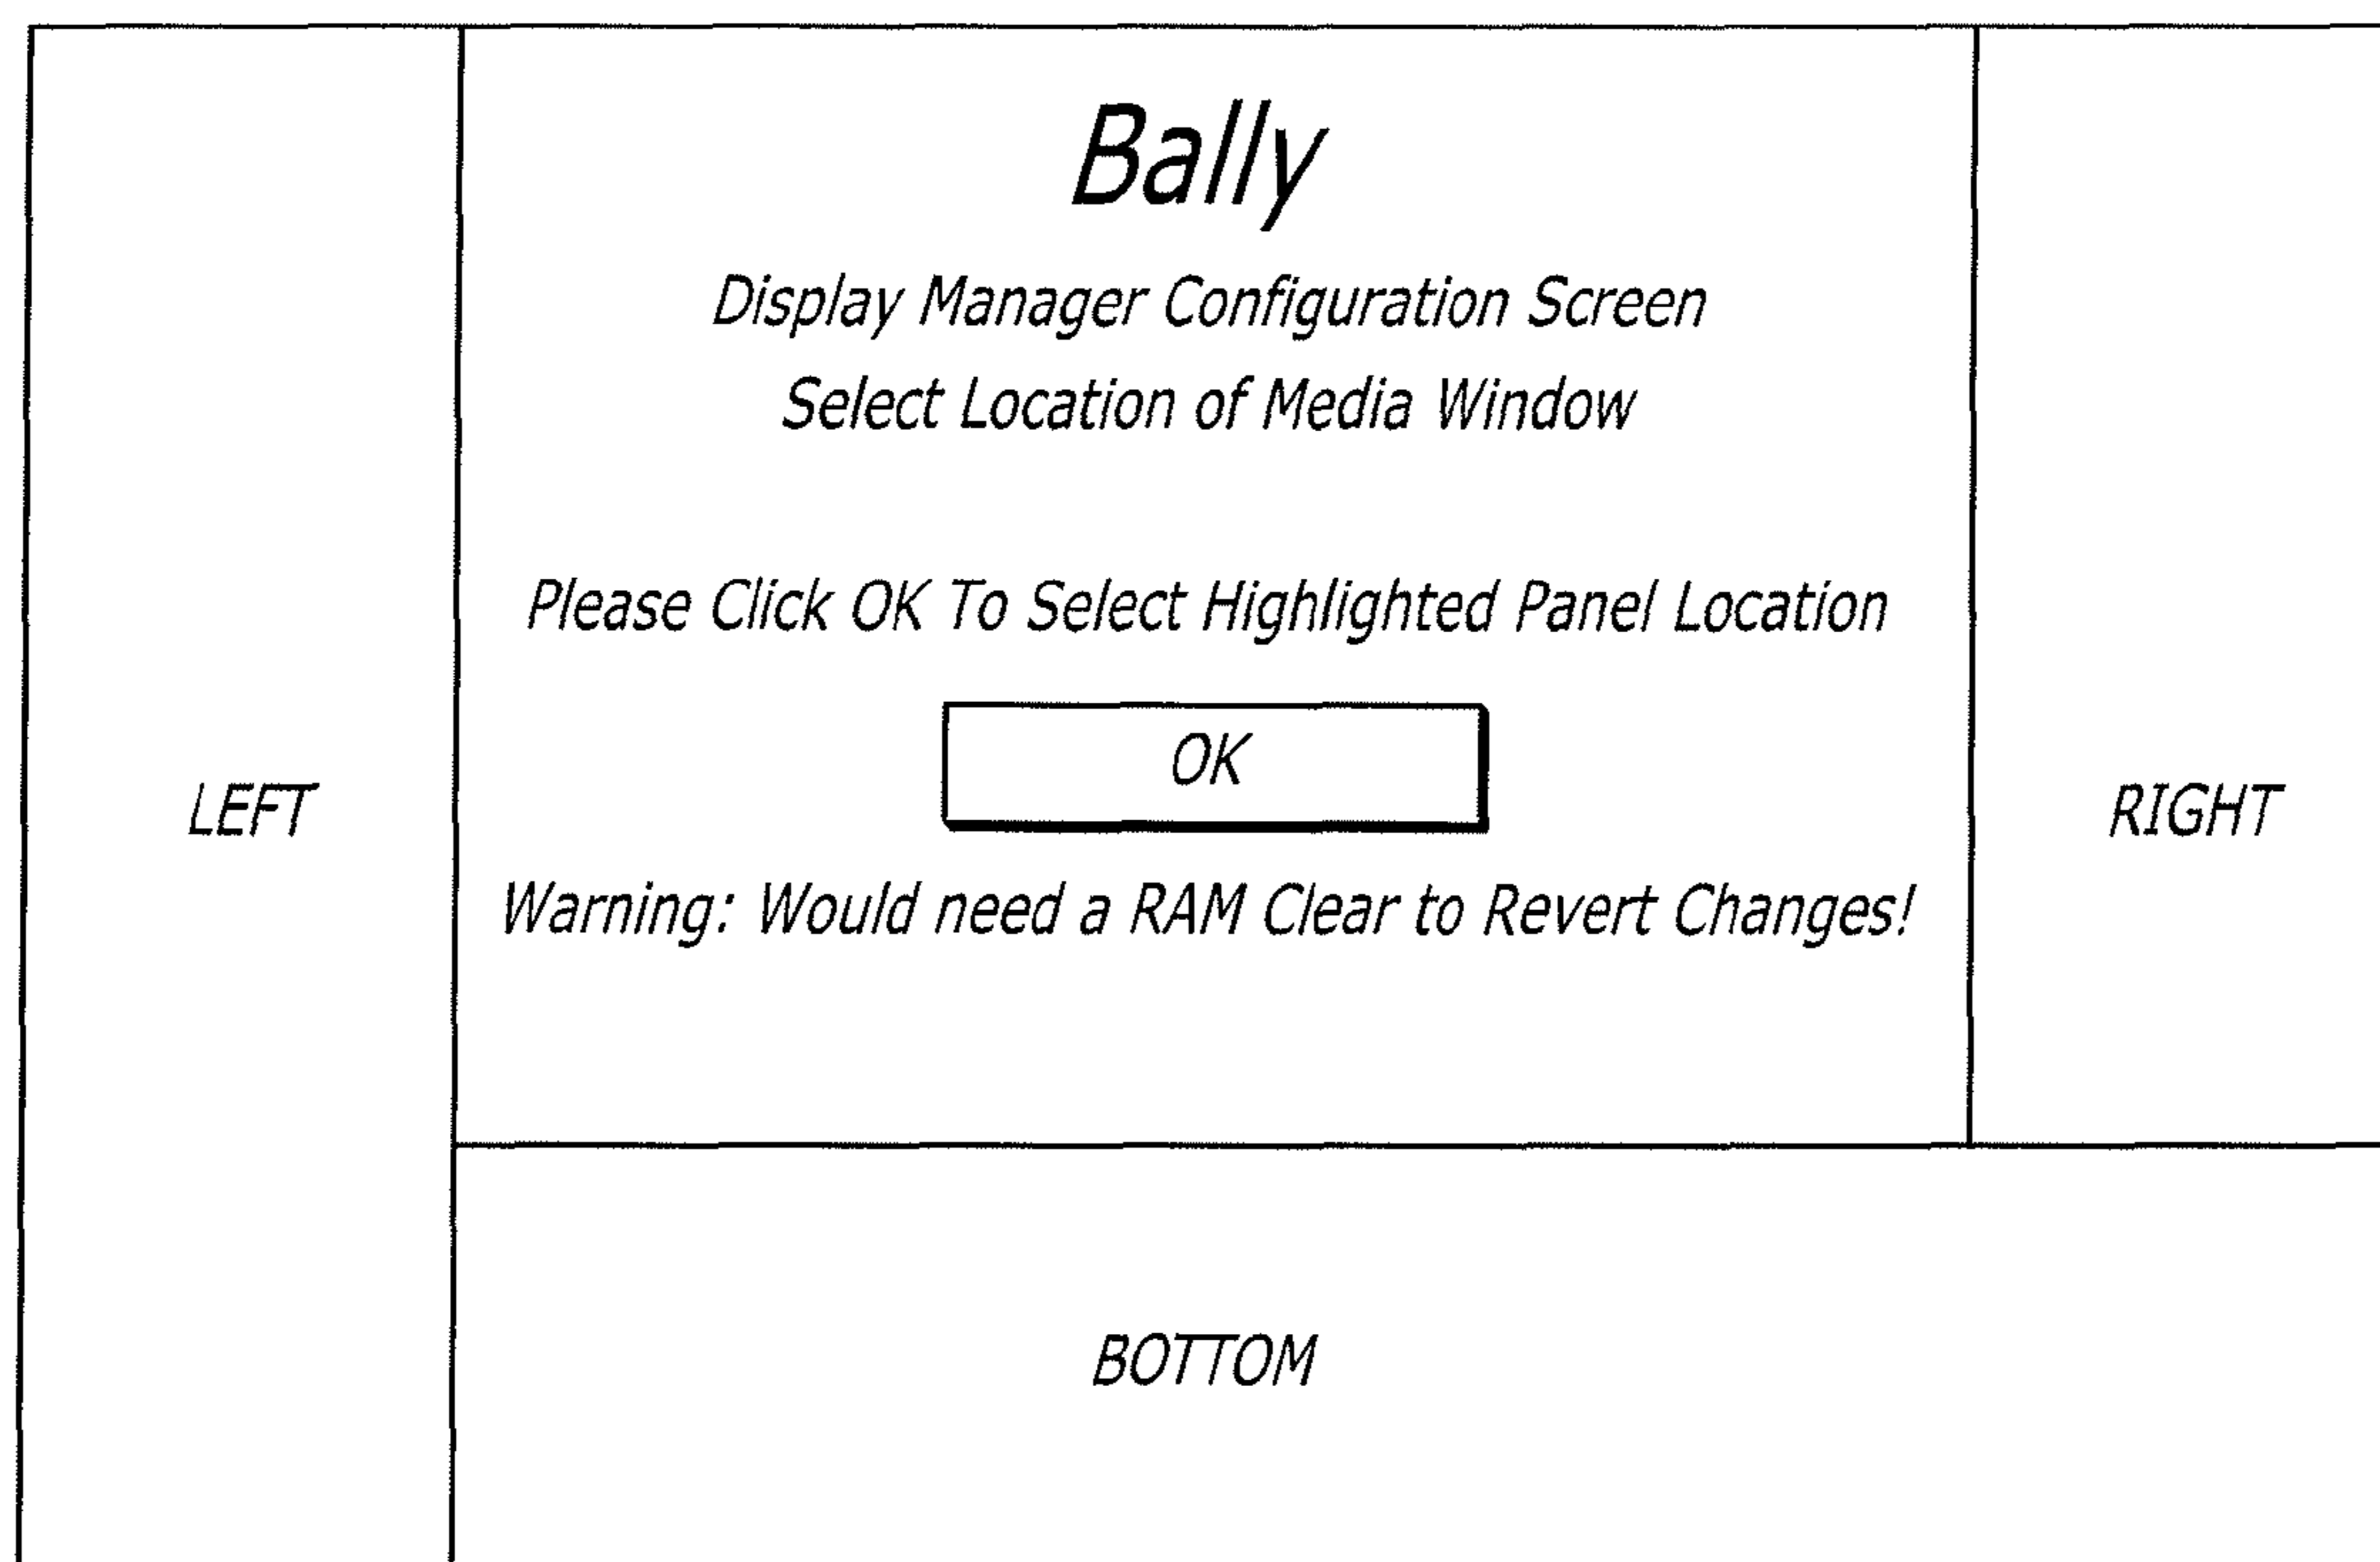 Bally
Display Manager Configuration Screen
Select Location of Media Window
Please Click OK To Select Highlighted Panel Location
OK
LEFT
RIGHT
Warning: Would need a RAM Clear to Revert Changes!
BOTTOM